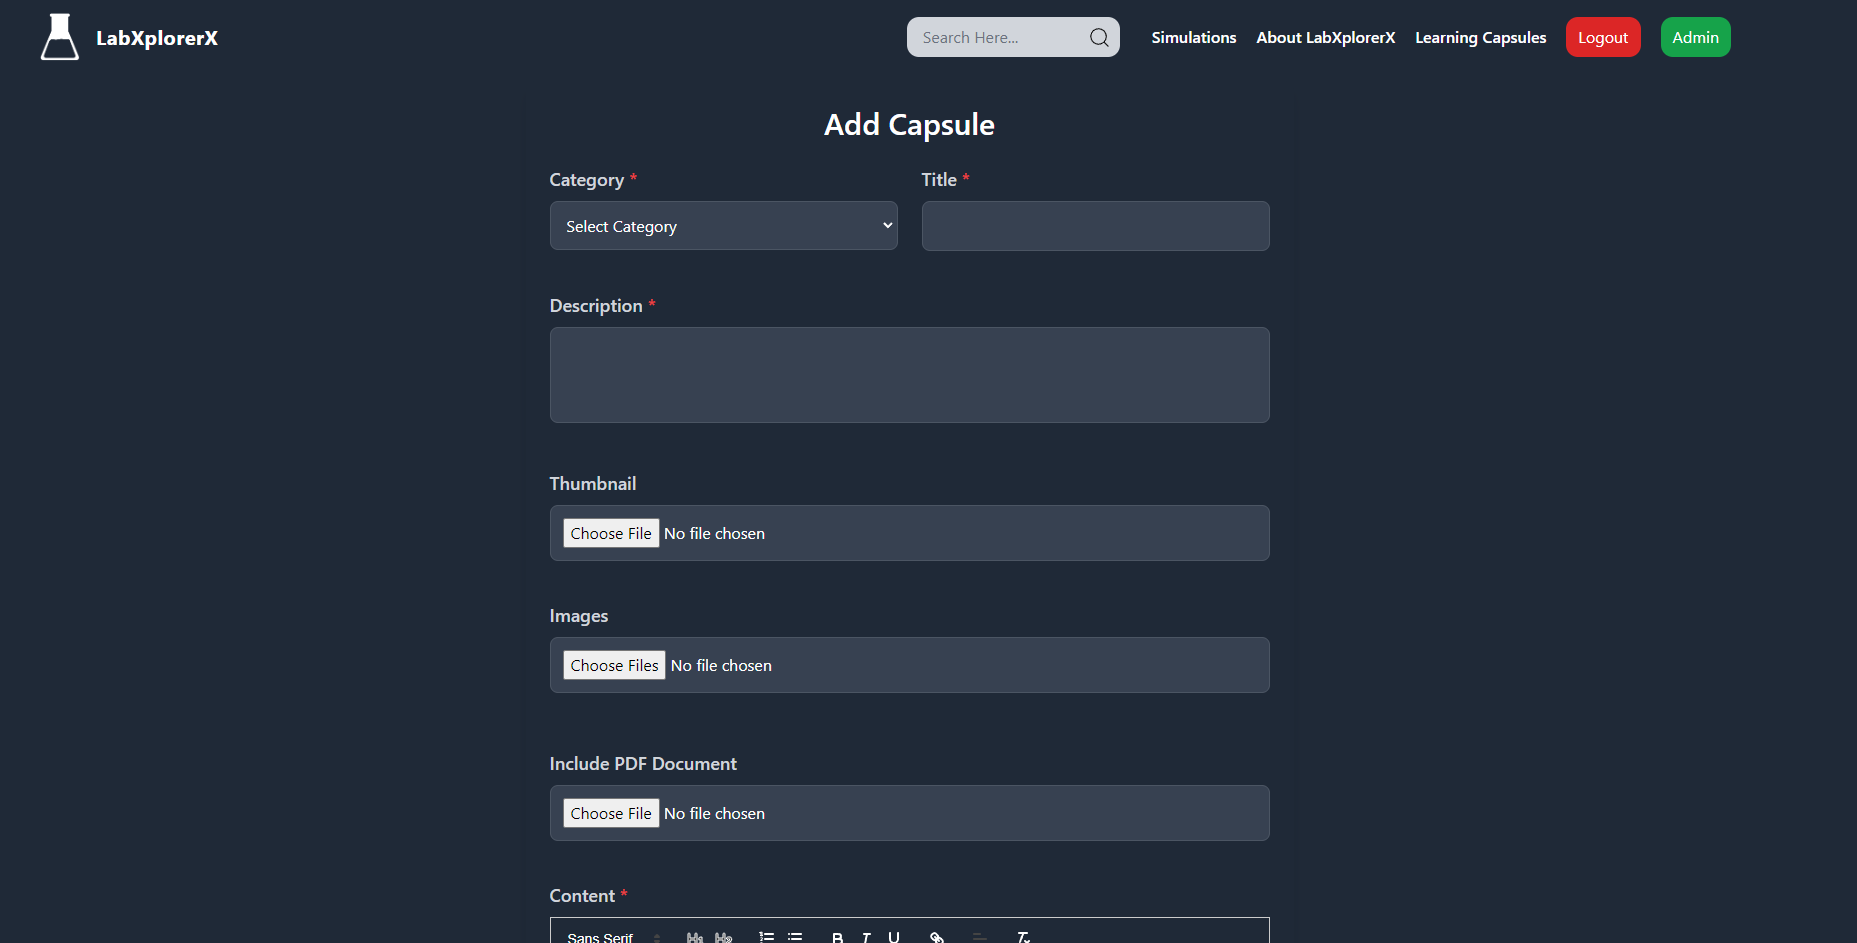 LabXplorerX
Search Here...
Simulations
About LabXplorerX
Learning Capsules
Logout
Admin
Add Capsule
Category *
Title *
Select Category
Description *
Thumbnail
Choose File No file chosen
Images
Choose Files No file chosen
Include PDF Document
Choose File No file chosen
Content *
Sans Serif H1 H2 B I U